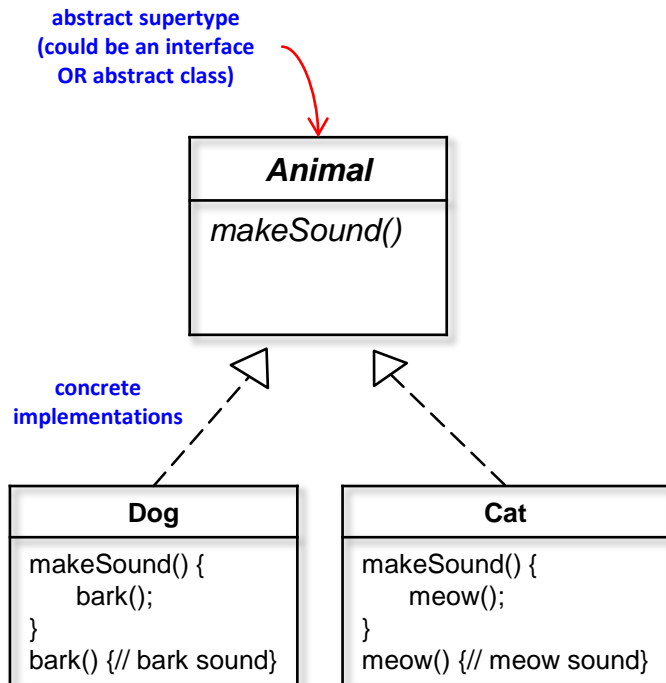 abstract supertype
(could be an interface
OR abstract class)
Animal
makeSound()
concrete
implementations
Dog
makeSound() {
bark();
}
bark() {// bark sound}
Cat
makeSound() {
meow();
}
meow() {// meow sound}